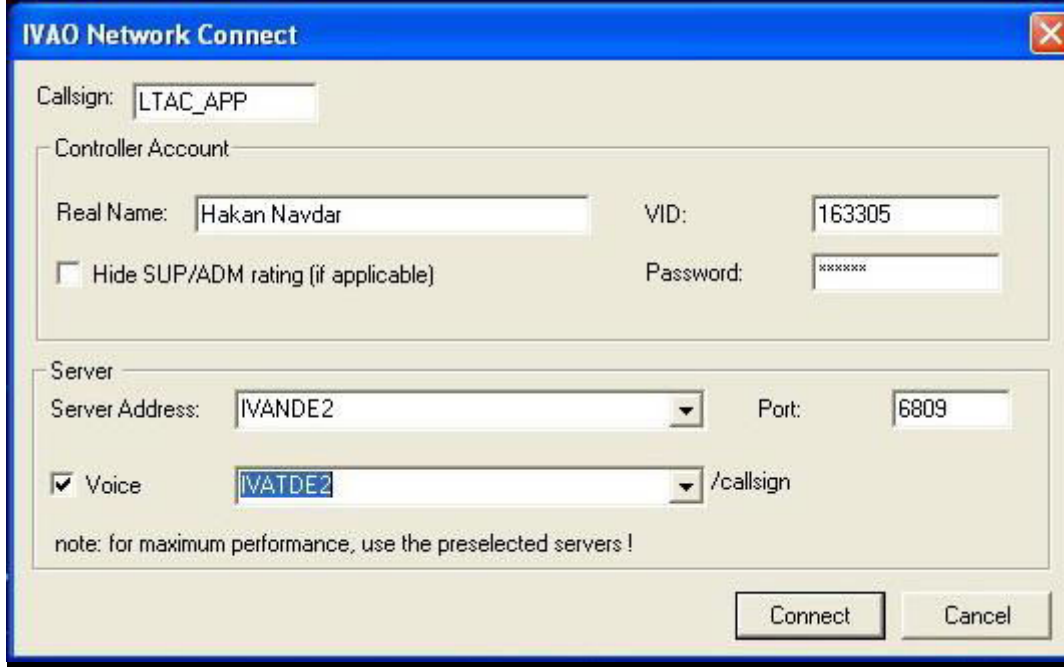 IVAO Network Connect
Callsign: LTAC_APP
Controller Account
Real Name: Hakan Navdar VID: 163305
Hide SUP/ADM rating (if applicable) Password: ******
Server
Server Address: IVANDE2 Port: 6809
Voice IVATDE2 /callsign
note: for maximum performance, use the preselected servers !
Connect Cancel